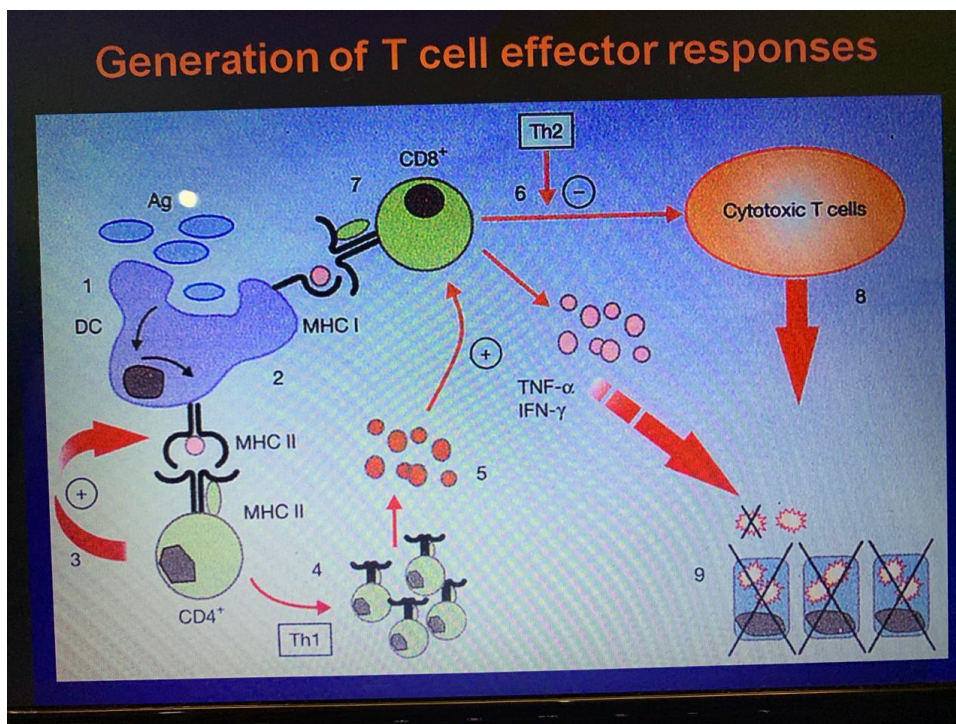 Generation of T cell effector responses
Th2
CD8+
7
6
−
Ag
Cytotoxic T cells
1
8
DC
MHC I
2
+
TNF-α
IFN-γ
MHC II
5
+
MHC II
3
4
9
CD4+
Th1